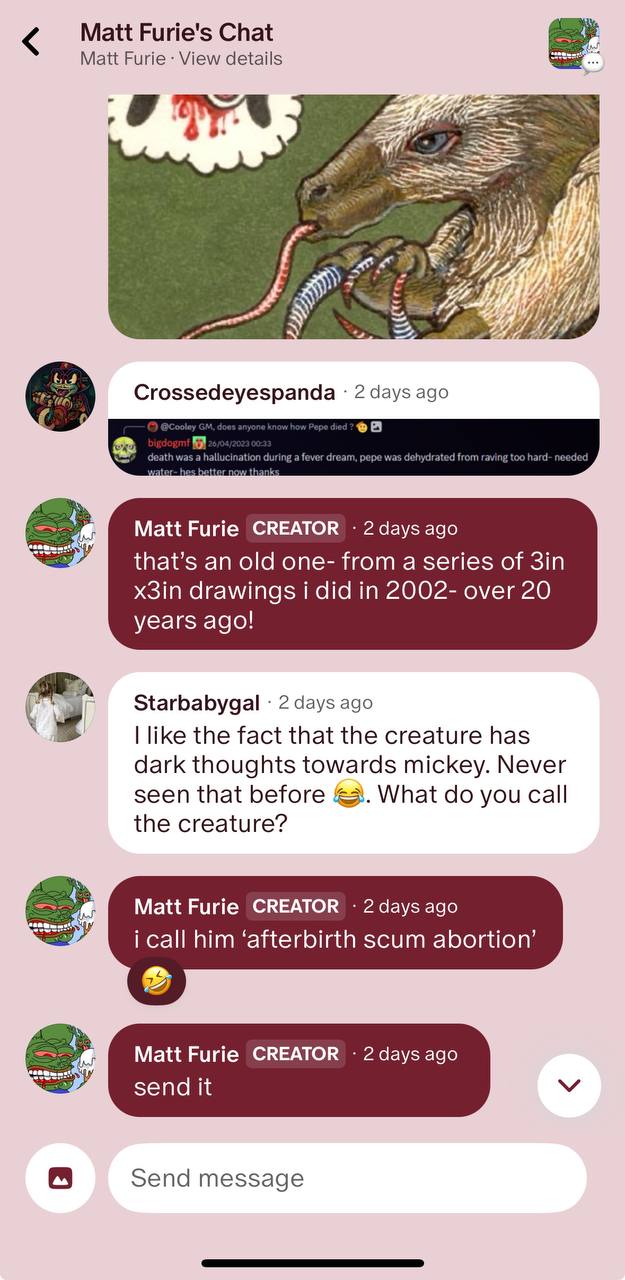 Matt Furie's Chat
Matt Furie · View details
Crossedeyespanda · 2 days ago
@Cooley GM, does anyone know how Pepe died ?
bigdogmf 26/04/2023 00:33
death was a hallucination during a fever dream, pepe was dehydrated from raving too hard- needed
water- hes better now thanks
Matt Furie CREATOR · 2 days ago
that’s an old one- from a series of 3in
x3in drawings i did in 2002- over 20
years ago!
Starbabygal · 2 days ago
I like the fact that the creature has
dark thoughts towards mickey. Never
seen that before 😂. What do you call
the creature?
Matt Furie CREATOR · 2 days ago
i call him ‘afterbirth scum abortion’
🤣
Matt Furie CREATOR · 2 days ago
send it
Send message